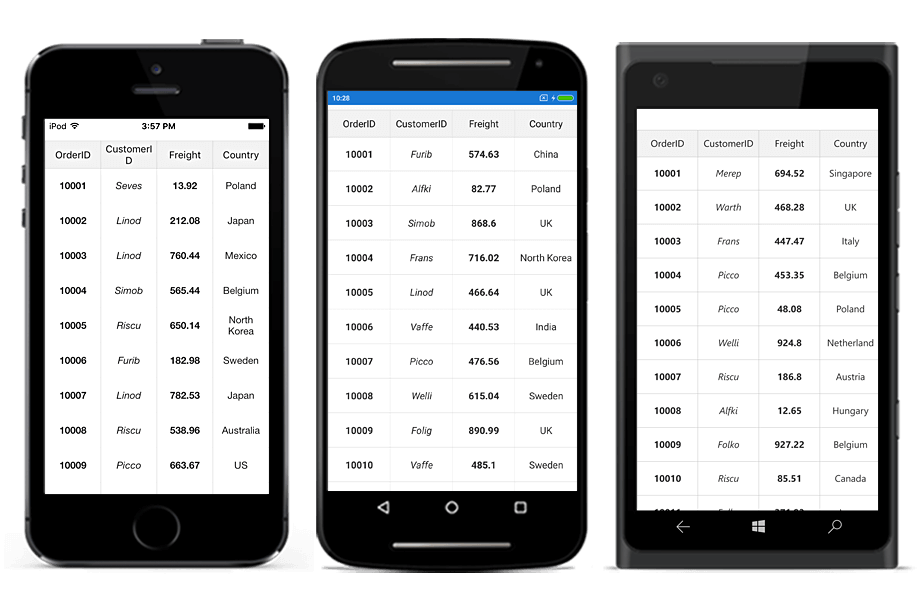 iPod 3:57 PM
OrderID CustomerI
D Freight Country
10001 Seves 13.92 Poland
10002 Linod 212.08 Japan
10003 Linod 760.44 Mexico
10004 Simob 565.44 Belgium
10005 Riscu 650.14 North
Korea
10006 Furib 182.98 Sweden
10007 Linod 782.53 Japan
10008 Riscu 538.96 Australia
10009 Picco 663.67 US
10:28
OrderID CustomerID Freight Country
10001 Furib 574.63 China
10002 Alfki 82.77 Poland
10003 Simob 868.6 UK
10004 Frans 716.02 North Korea
10005 Linod 466.64 UK
10006 Vaffe 440.53 India
10007 Picco 476.56 Belgium
10008 Welli 615.04 Sweden
10009 Folig 890.99 UK
10010 Vaffe 485.1 Sweden
OrderID CustomerID Freight Country
10001 Merep 694.52 Singapore
10002 Warth 468.28 UK
10003 Frans 447.47 Italy
10004 Picco 453.35 Belgium
10005 Picco 48.08 Poland
10006 Welli 924.8 Netherland
10007 Riscu 186.8 Austria
10008 Alfki 12.65 Hungary
10009 Folko 927.22 Belgium
10010 Riscu 85.51 Canada